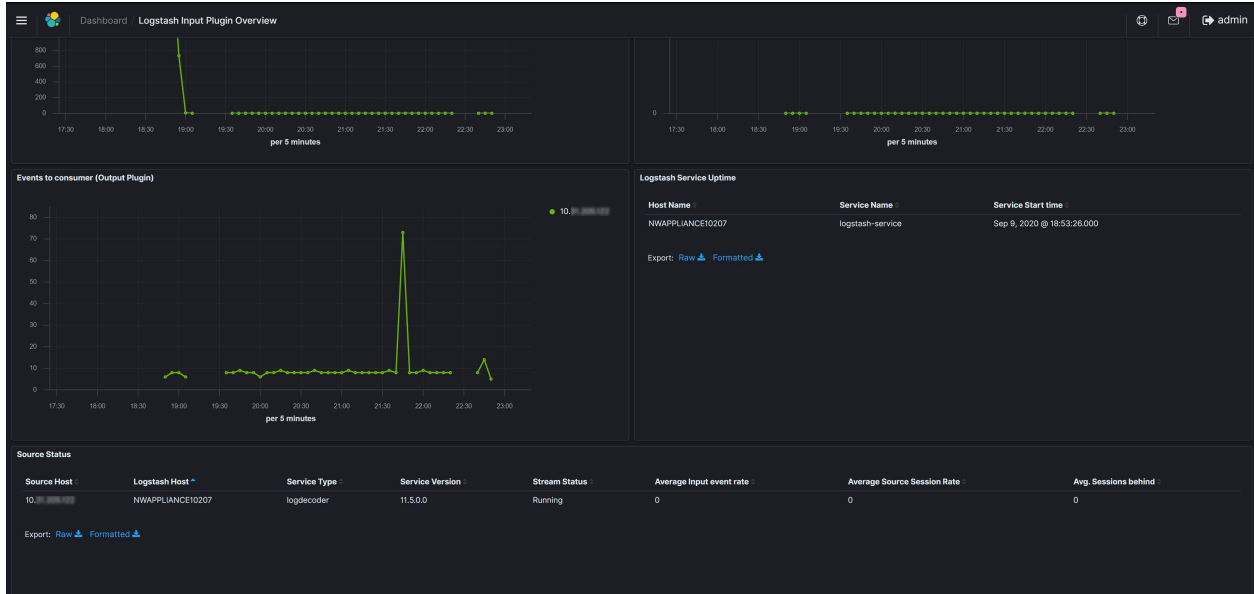 Dashboard / Logstash Input Plugin Overview
admin
800
600
400
200
0
17:30 18:00 18:30 19:00 19:30 20:00 20:30 21:00 21:30 22:00 22:30 23:00
per 5 minutes
0
17:30 18:00 18:30 19:00 19:30 20:00 20:30 21:00 21:30 22:00 22:30 23:00
per 5 minutes
Events to consumer (Output Plugin)
10.
80
70
60
50
40
30
20
10
0
17:30 18:00 18:30 19:00 19:30 20:00 20:30 21:00 21:30 22:00 22:30 23:00
per 5 minutes
Logstash Service Uptime
Host Name Service Name Service Start time
NWAPPLIANCE10207 logstash-service Sep 9, 2020 @ 18:53:26.000
Export: Raw Formatted
Source Status
Source Host Logstash Host Service Type Service Version Stream Status Average Input event rate Average Source Session Rate Avg. Sessions behind
10. NWAPPLIANCE10207 logdecoder 11.5.0.0 Running 0 0 0
Export: Raw Formatted